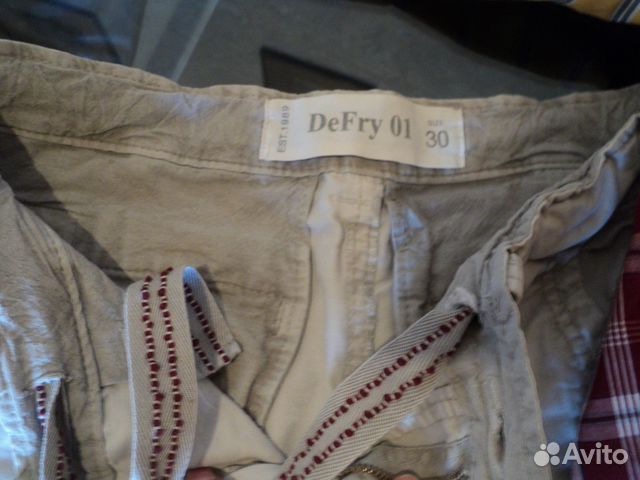 EST.1989
DeFry 01
SIZE
30
Avito